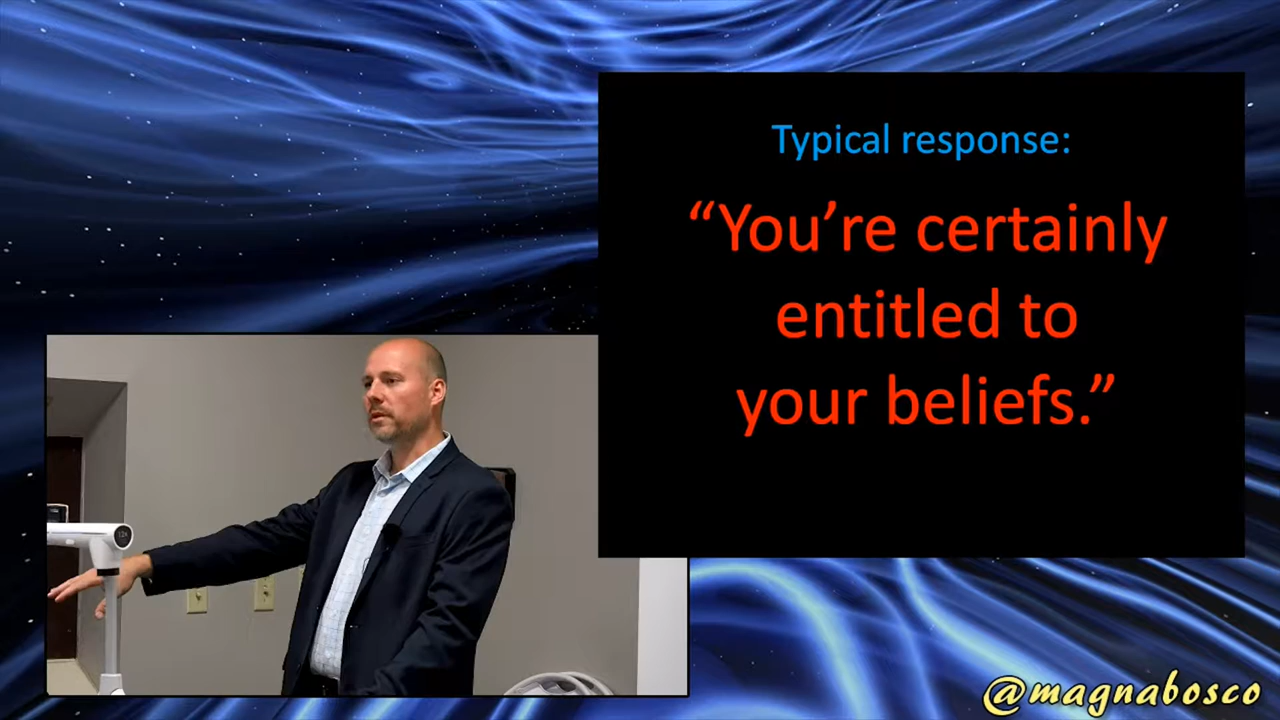 Typical response:
“You’re certainly
entitled to
your beliefs.”
@magnabosco